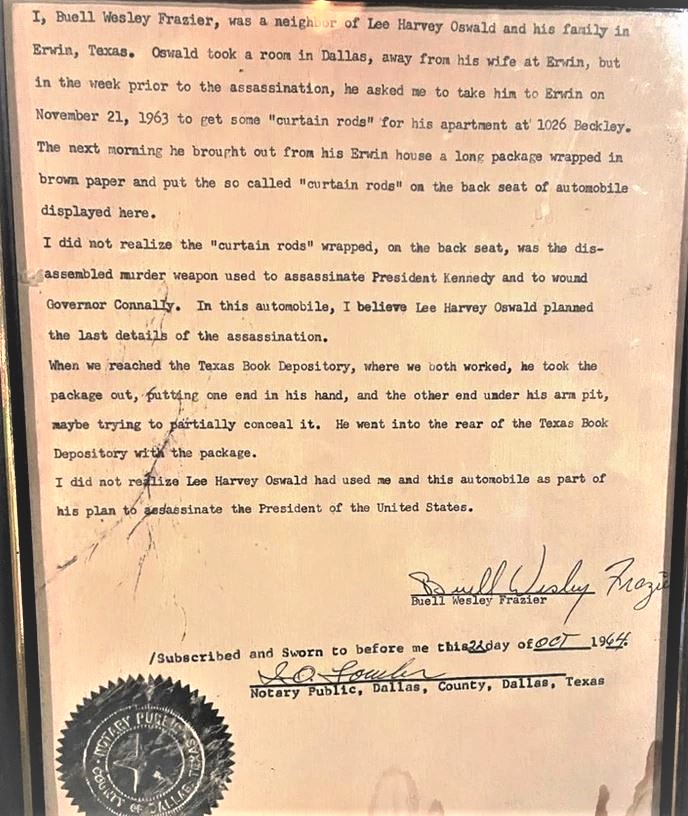 I, Buell Wesley Frazier, was a neighbor of Lee Harvey Oswald and his family in
Erwin, Texas. Oswald took a room in Dallas, away from his wife at Erwin, but
in the week prior to the assassination, he asked me to take him to Erwin on
November 21, 1963 to get some "curtain rods" for his apartment at 1026 Beckley.
The next morning he brought out from his Erwin house a long package wrapped in
brown paper and put the so called "curtain rods" on the back seat of automobile
displayed here.
I did not realize the "curtain rods" wrapped, on the back seat, was the dis-
assembled murder weapon used to assassinate President Kennedy and to wound
Governor Connally. In this automobile, I believe Lee Harvey Oswald planned
the last details of the assassination.
When we reached the Texas Book Depository, where we both worked, he took the
package out, putting one end in his hand, and the other end under his arm pit,
maybe trying to partially conceal it. He went into the rear of the Texas Book
Depository with the package.
I did not realize Lee Harvey Oswald had used me and this automobile as part of
his plan to assassinate the President of the United States.
Buell Wesley Frazier
Buell Wesley Frazier
/Subscribed and Sworn to before me this day of OCT 1964.
Notary Public, Dallas, County, Dallas, Texas
NOTARY PUBLIC TEXAS
COUNTY OF DALLAS